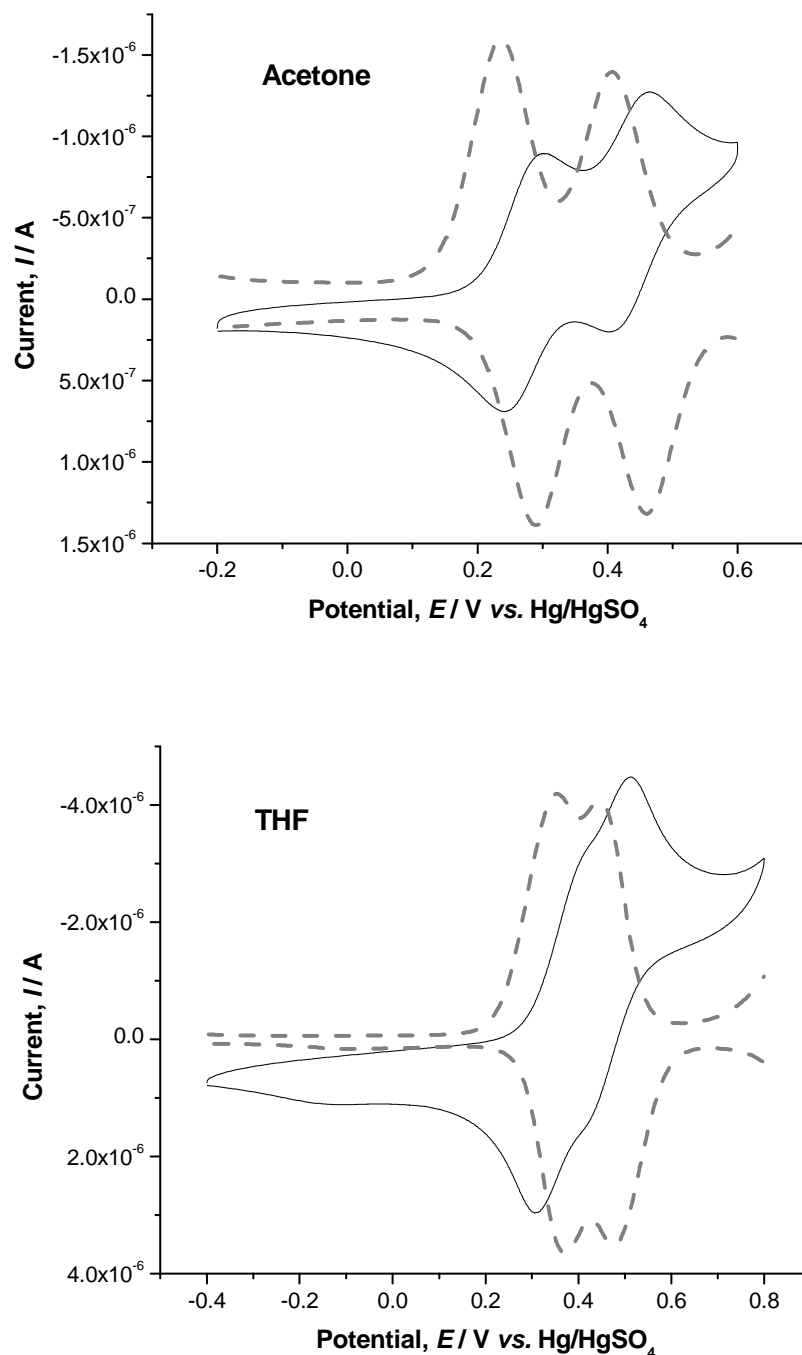 Acetone
-1.5x10⁻⁶
-1.0x10⁻⁶
-5.0x10⁻⁷
0.0
5.0x10⁻⁷
1.0x10⁻⁶
1.5x10⁻⁶
Current, I / A
-0.2 0.0 0.2 0.4 0.6
Potential, E / V vs. Hg/HgSO₄
THF
-4.0x10⁻⁶
-2.0x10⁻⁶
0.0
2.0x10⁻⁶
4.0x10⁻⁶
Current, I / A
-0.4 -0.2 0.0 0.2 0.4 0.6 0.8
Potential, E / V vs. Hg/HgSO₄